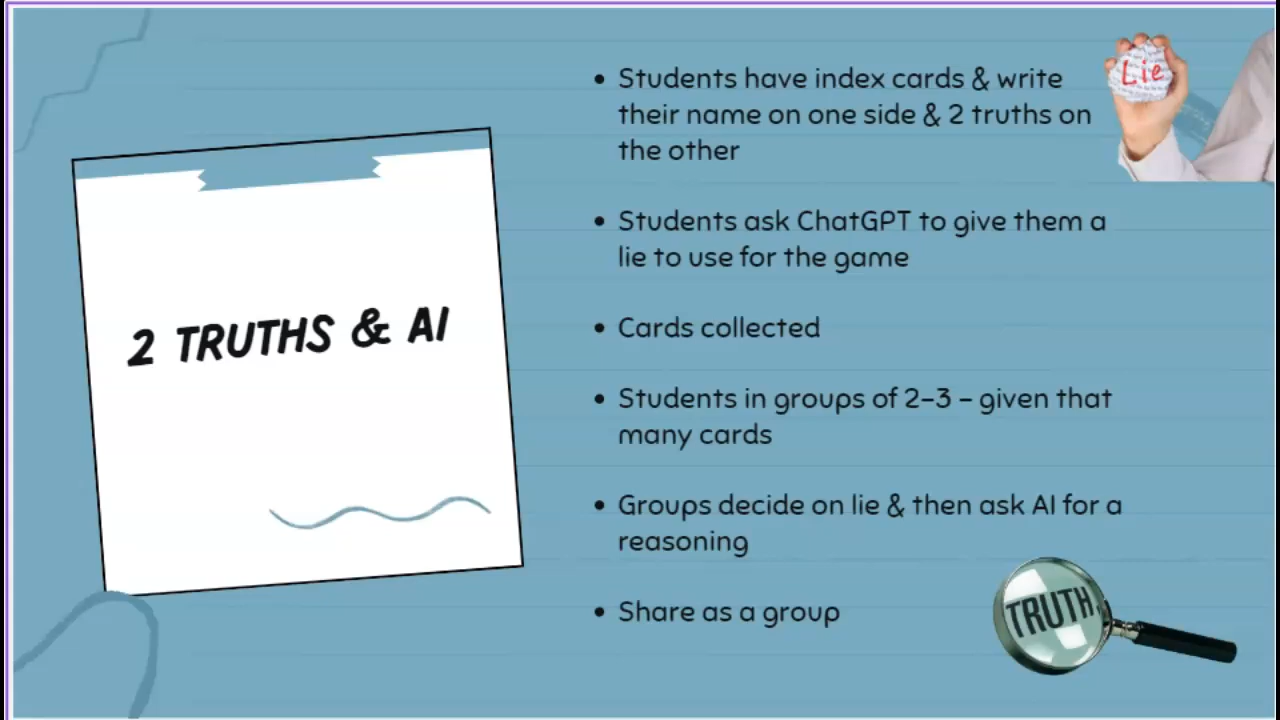 2 TRUTHS & AI
• Students have index cards & write
their name on one side & 2 truths on
the other
• Students ask ChatGPT to give them a
lie to use for the game
• Cards collected
• Students in groups of 2-3 - given that
many cards
• Groups decide on lie & then ask AI for a
reasoning
• Share as a group
Lie
TRUTH